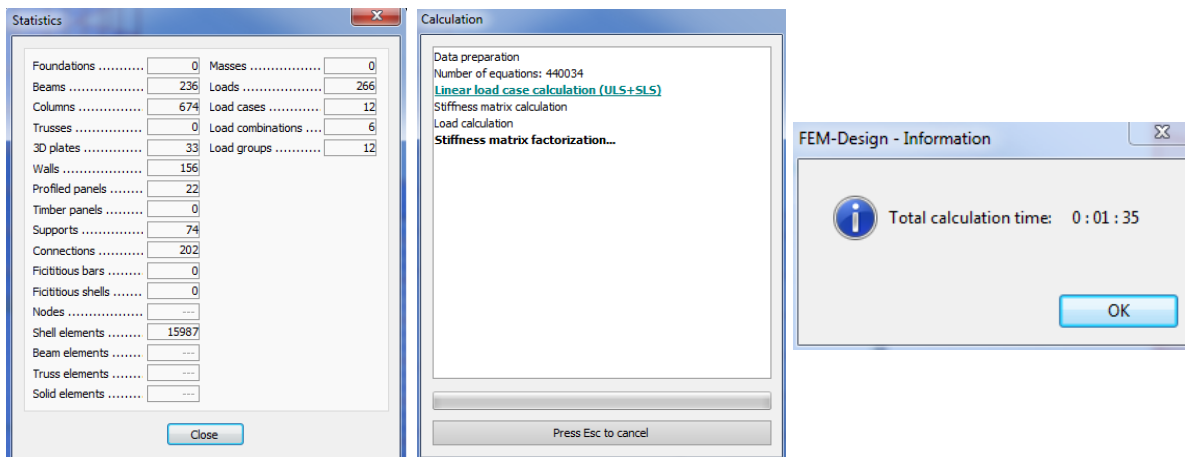 Statistics
Foundations ........... 0 Masses ................. 0
Beams .................. 236 Loads ................... 266
Columns ................ 674 Load cases ............ 12
Trusses ................. 0 Load combinations .... 6
3D plates ............... 33 Load groups ........... 12
Walls .................... 156
Profiled panels ........ 22
Timber panels ......... 0
Supports ............... 74
Connections ........... 202
Ficititious bars ........ 0
Ficititious shells ....... 0
Nodes .................. ---
Shell elements ........ 15987
Beam elements ....... ---
Truss elements ....... ---
Solid elements ........ ---
Close
Calculation
Data preparation
Number of equations: 440034
Linear load case calculation (ULS+SLS)
Stiffness matrix calculation
Load calculation
Stiffness matrix factorization...
Press Esc to cancel
FEM-Design - Information
Total calculation time: 0 : 01 : 35
OK